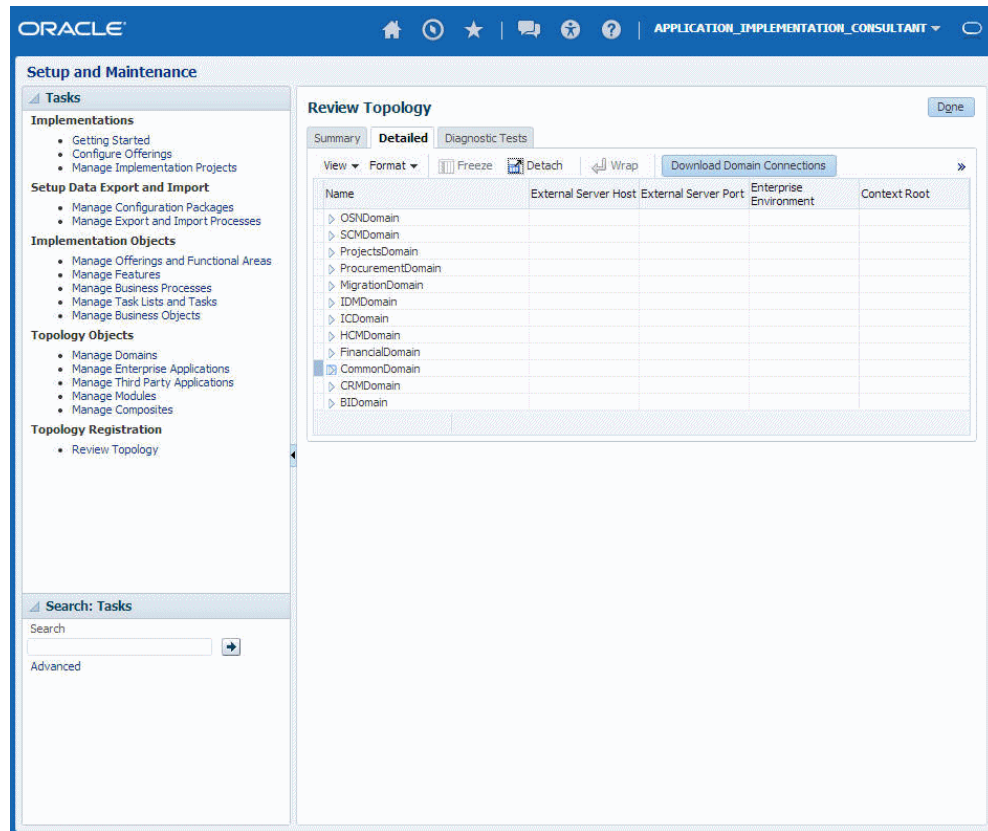 ORACLE
APPLICATION_IMPLEMENTATION_CONSULTANT
Setup and Maintenance
Tasks
Implementations
Getting Started
Configure Offerings
Manage Implementation Projects
Setup Data Export and Import
Manage Configuration Packages
Manage Export and Import Processes
Implementation Objects
Manage Offerings and Functional Areas
Manage Features
Manage Business Processes
Manage Task Lists and Tasks
Manage Business Objects
Topology Objects
Manage Domains
Manage Enterprise Applications
Manage Third Party Applications
Manage Modules
Manage Composites
Topology Registration
Review Topology
Search: Tasks
Search
Advanced
Review Topology
Done
Summary Detailed Diagnostic Tests
View Format Freeze Detach Wrap Download Domain Connections »
Name External Server Host External Server Port Enterprise Environment Context Root
OSNDomain
SCMDomain
ProjectsDomain
ProcurementDomain
MigrationDomain
IDMDomain
ICDomain
HCMDomain
FinancialDomain
CommonDomain
CRMDomain
BIDomain